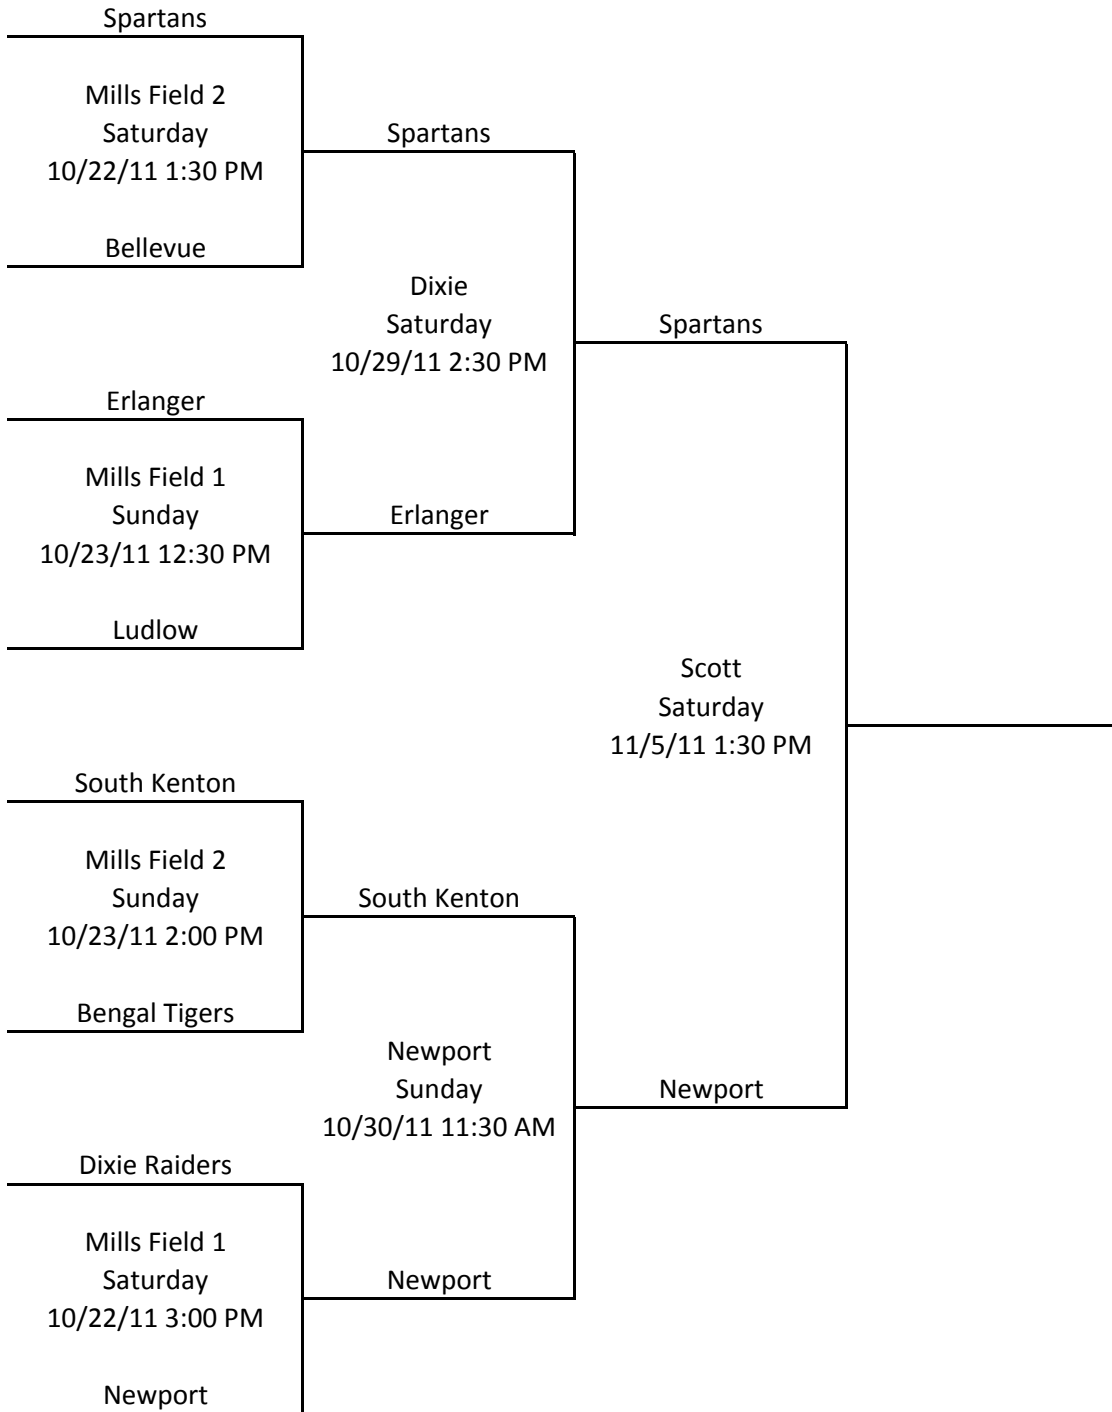 Spartans
Mills Field 2
Saturday
10/22/11 1:30 PM
Bellevue
Erlanger
Mills Field 1
Sunday
10/23/11 12:30 PM
Ludlow
South Kenton
Mills Field 2
Sunday
10/23/11 2:00 PM
Bengal Tigers
Dixie Raiders
Mills Field 1
Saturday
10/22/11 3:00 PM
Newport
Spartans
Dixie
Saturday
10/29/11 2:30 PM
Erlanger
South Kenton
Newport
Sunday
10/30/11 11:30 AM
Newport
Spartans
Scott
Saturday
11/5/11 1:30 PM
Newport